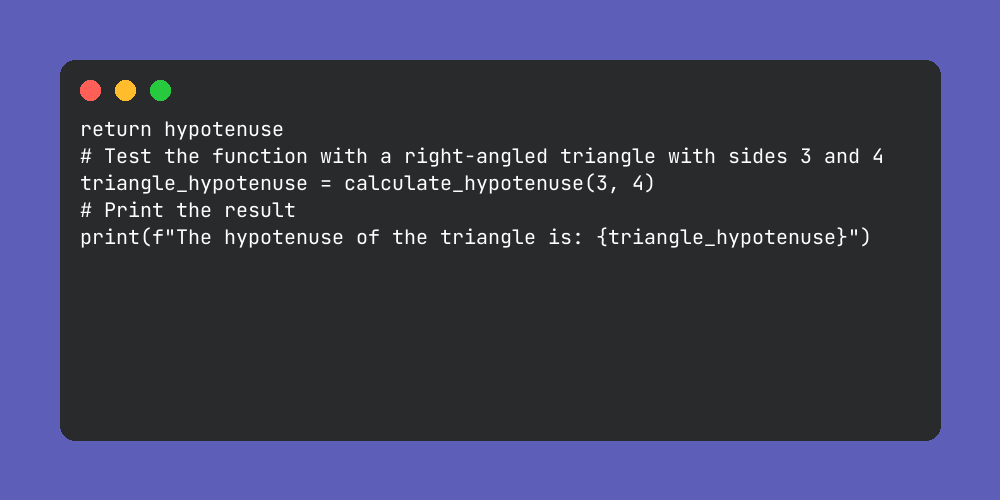 return hypotenuse
# Test the function with a right-angled triangle with sides 3 and 4
triangle_hypotenuse = calculate_hypotenuse(3, 4)
# Print the result
print(f"The hypotenuse of the triangle is: {triangle_hypotenuse}")